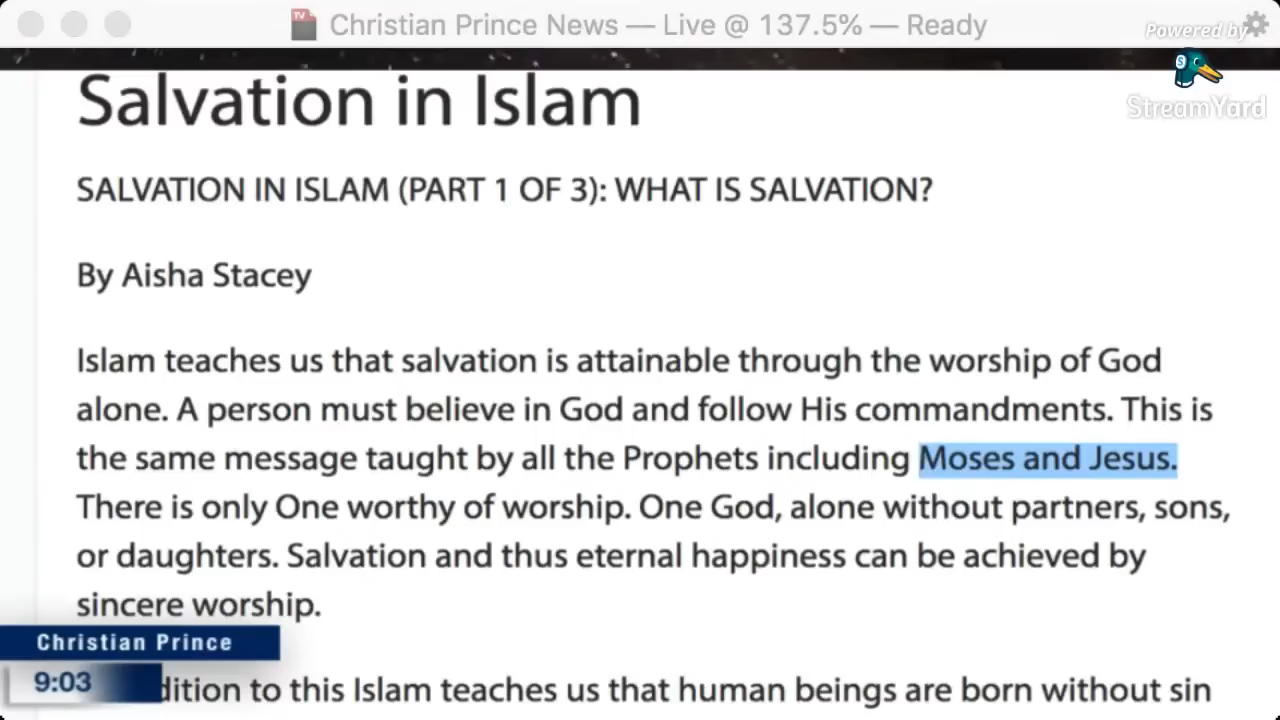 Christian Prince News — Live @ 137.5% — Ready
Powered by
StreamYard
Salvation in Islam
SALVATION IN ISLAM (PART 1 OF 3): WHAT IS SALVATION?
By Aisha Stacey
Islam teaches us that salvation is attainable through the worship of God
alone. A person must believe in God and follow His commandments. This is
the same message taught by all the Prophets including Moses and Jesus.
There is only One worthy of worship. One God, alone without partners, sons,
or daughters. Salvation and thus eternal happiness can be achieved by
sincere worship.
Christian Prince
9:03
dition to this Islam teaches us that human beings are born without sin